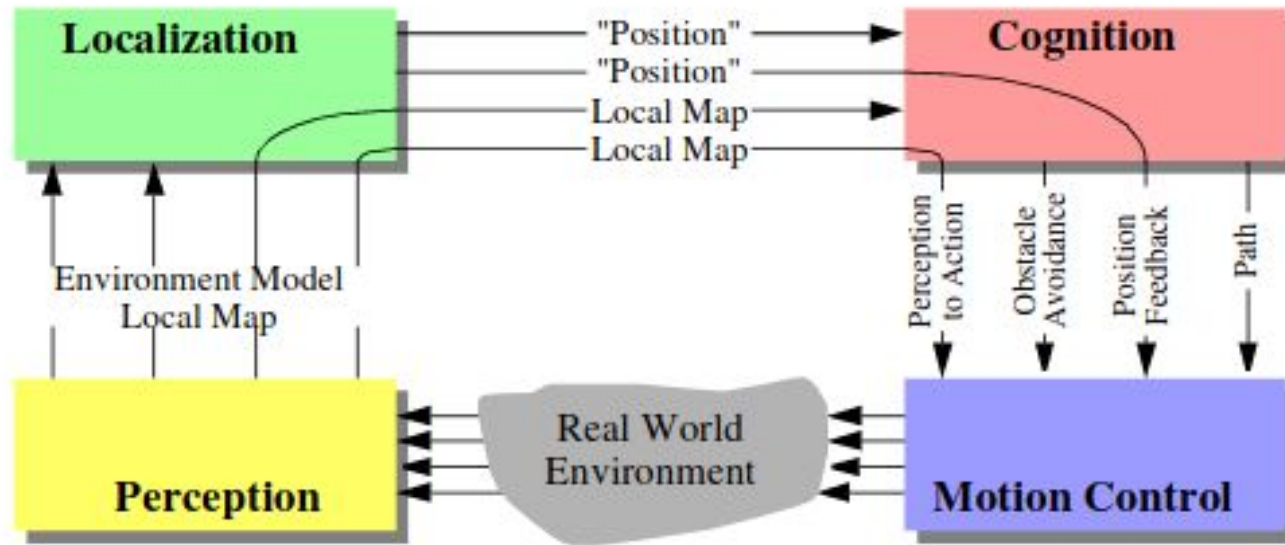 Localization
"Position"
"Position"
Local Map
Local Map
Cognition
Environment Model
Local Map
Perception
to Action
Obstacle
Avoidance
Position
Feedback
Path
Perception
Real World
Environment
Motion Control